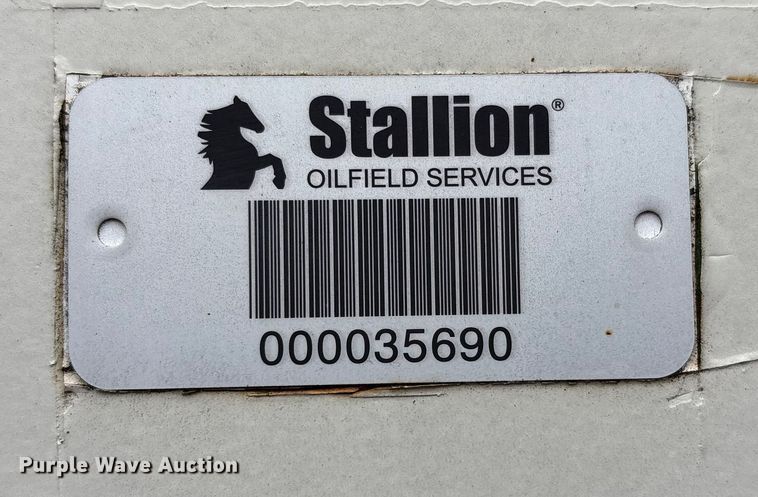 Stallion®
OILFIELD SERVICES
000035690
Purple Wave Auction